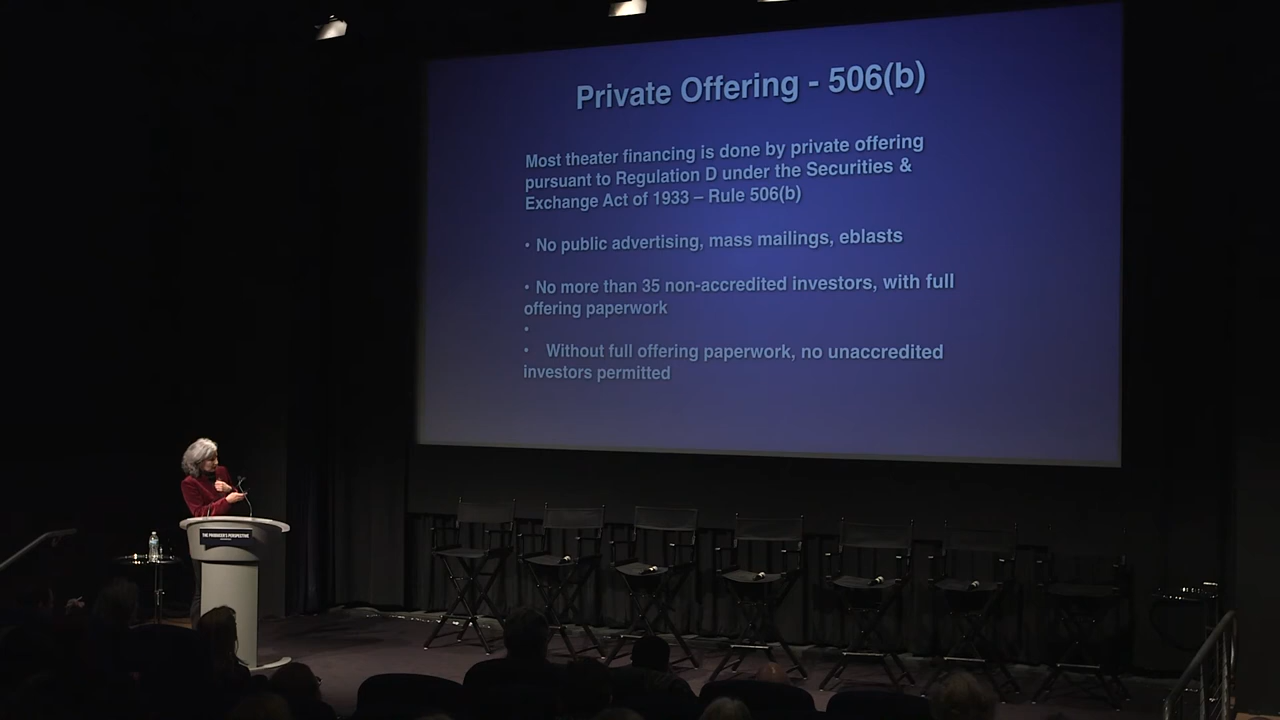 Private Offering - 506(b)
Most theater financing is done by private offering
pursuant to Regulation D under the Securities &
Exchange Act of 1933 – Rule 506(b)
• No public advertising, mass mailings, eblasts
• No more than 35 non-accredited investors, with full
offering paperwork
•
• Without full offering paperwork, no unaccredited
investors permitted
THE PRODUCER'S PERSPECTIVE